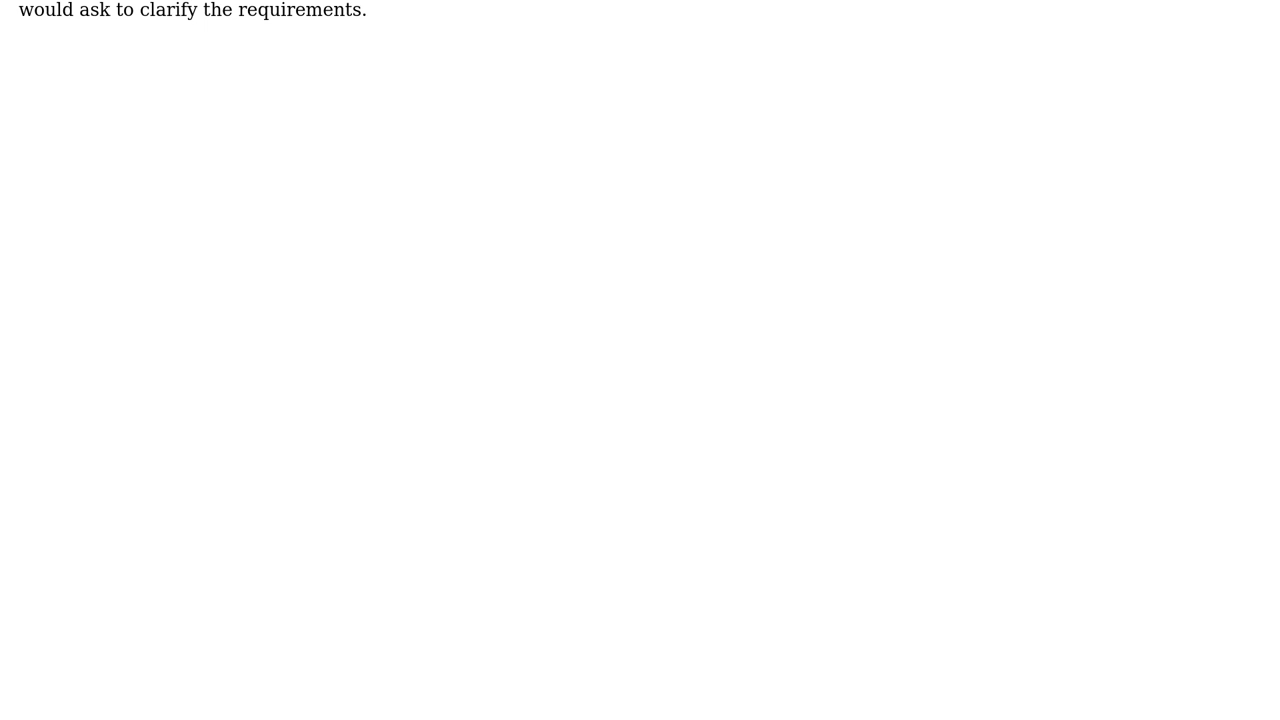 would ask to clarify the requirements.